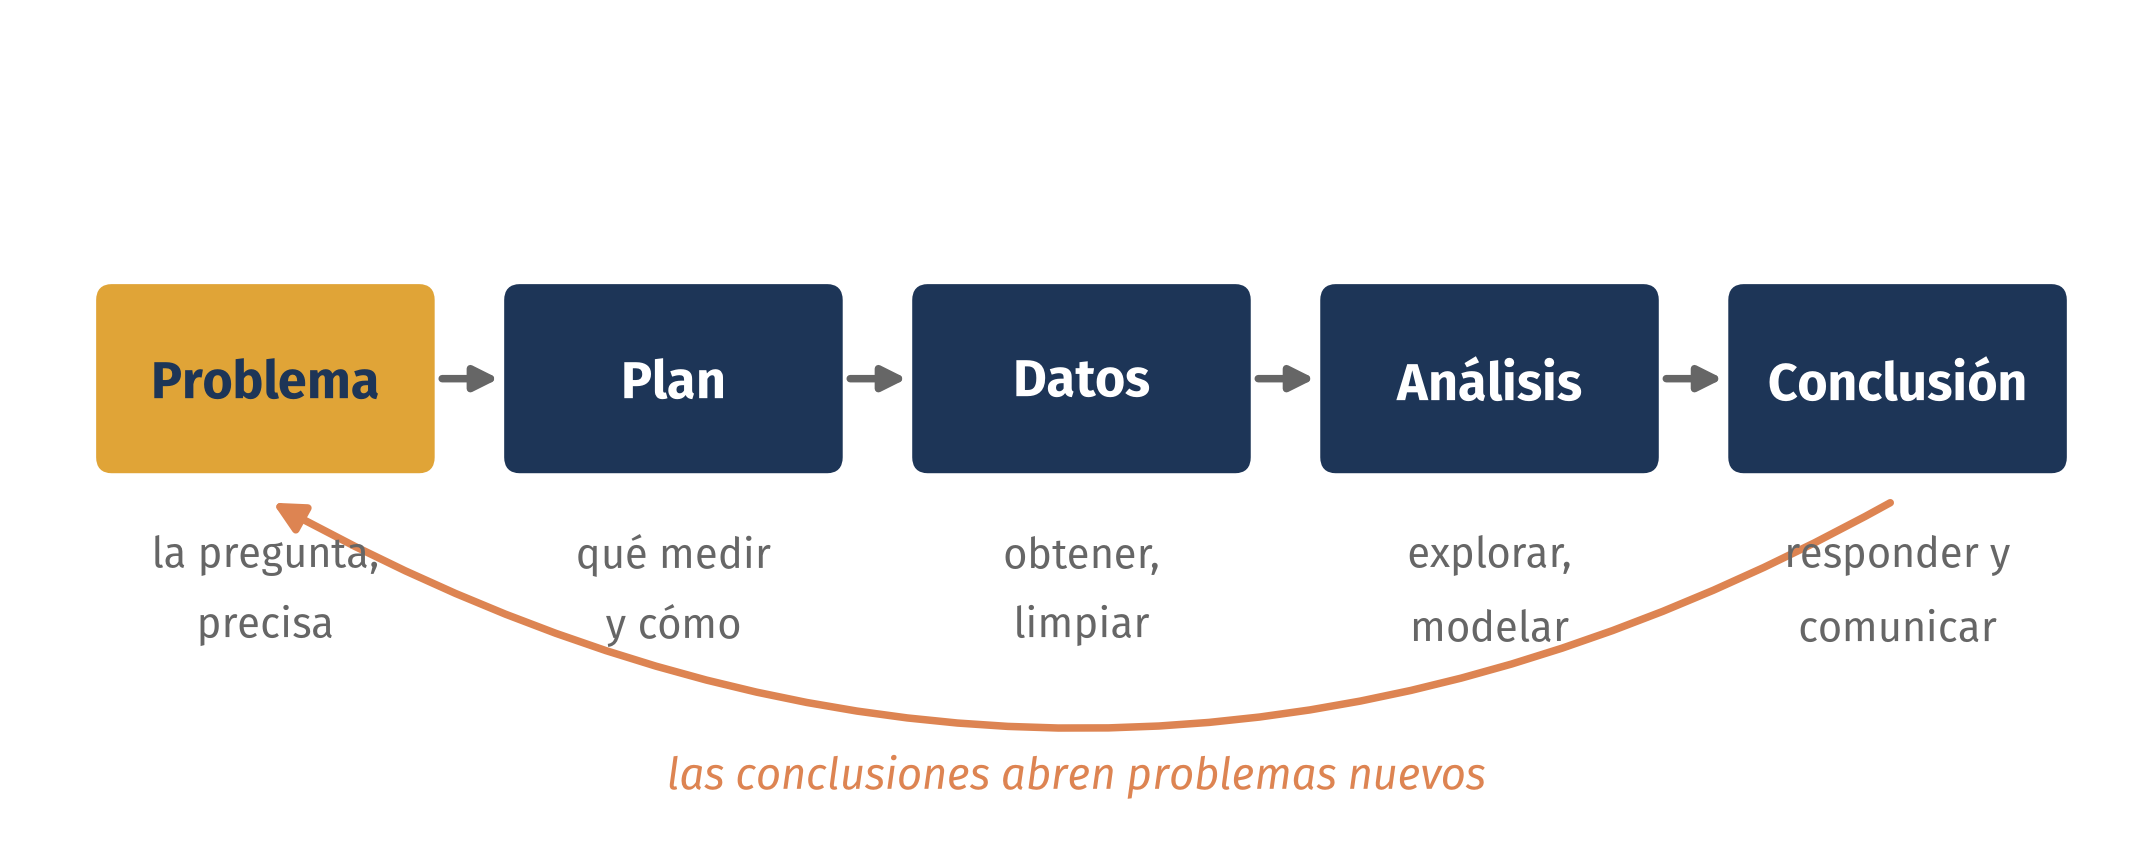 Problema
Plan
Datos
Análisis
Conclusión
la pregunta,
precisa
qué medir
y cómo
obtener,
limpiar
explorar,
modelar
responder y
comunicar
las conclusiones abren problemas nuevos